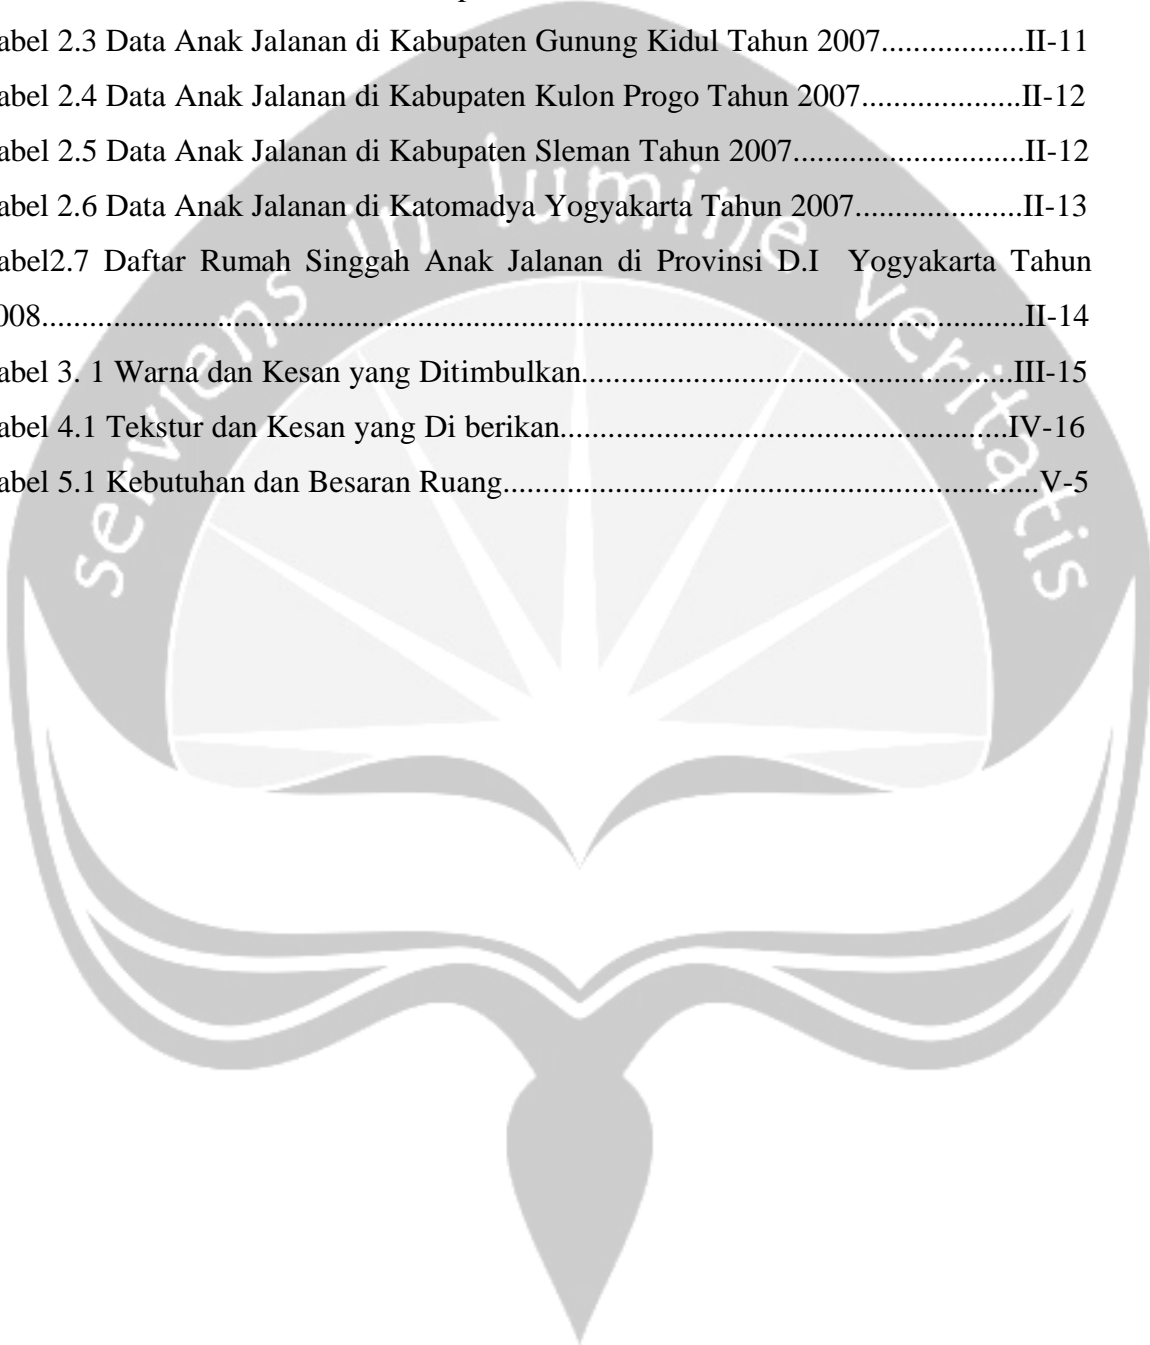 abel 2.3 Data Anak Jalanan di Kabupaten Gunung Kidul Tahun 2007..................II-11
abel 2.4 Data Anak Jalanan di Kabupaten Kulon Progo Tahun 2007....................II-12
abel 2.5 Data Anak Jalanan di Kabupaten Sleman Tahun 2007.............................II-12
abel 2.6 Data Anak Jalanan di Katomadya Yogyakarta Tahun 2007.....................II-13
abel2.7 Daftar Rumah Singgah Anak Jalanan di Provinsi D.I Yogyakarta Tahun
008............................................................................................................................II-14
abel 3. 1 Warna dan Kesan yang Ditimbulkan......................................................III-15
abel 4.1 Tekstur dan Kesan yang Di berikan........................................................IV-16
abel 5.1 Kebutuhan dan Besaran Ruang...................................................................V-5
serviens in lumine veritatis